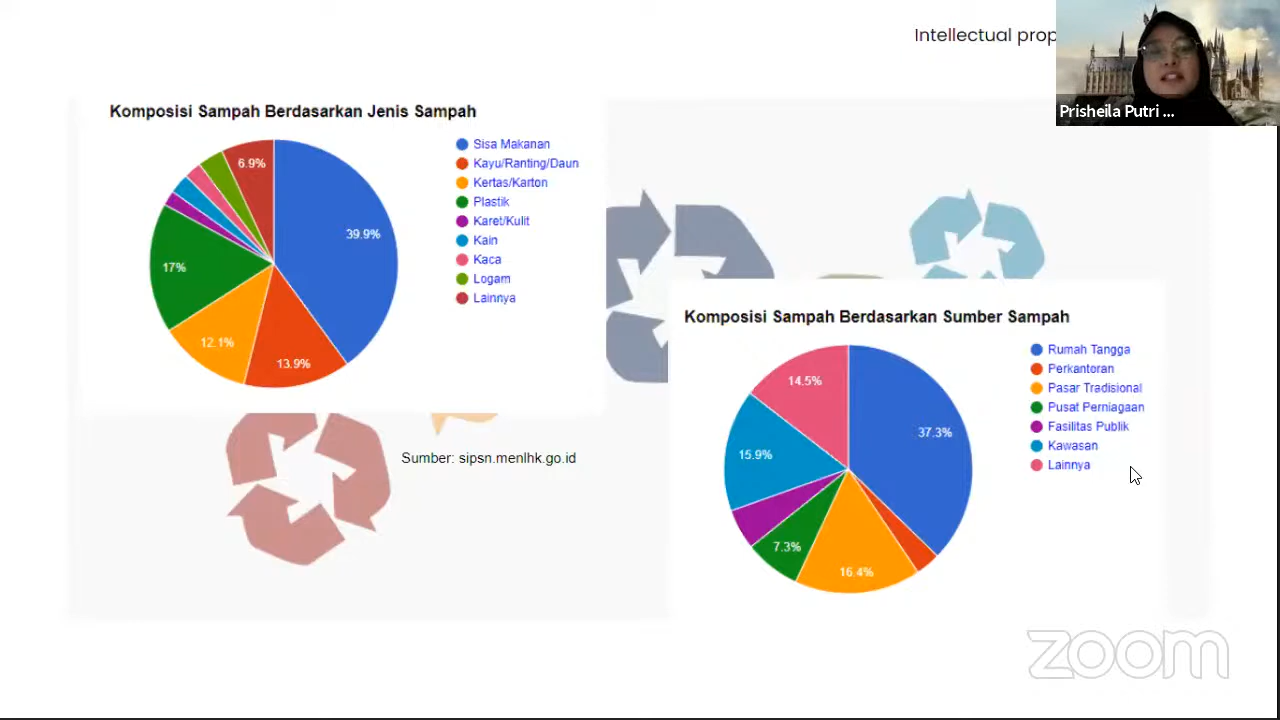 Intellectual prop
Prisheila Putri ...
Komposisi Sampah Berdasarkan Jenis Sampah
6.9%
39.9%
17%
12.1%
13.9%
Sisa Makanan
Kayu/Ranting/Daun
Kertas/Karton
Plastik
Karet/Kulit
Kain
Kaca
Logam
Lainnya
Sumber: sipsn.menlhk.go.id
Komposisi Sampah Berdasarkan Sumber Sampah
14.5%
37.3%
15.9%
7.3%
16.4%
Rumah Tangga
Perkantoran
Pasar Tradisional
Pusat Perniagaan
Fasilitas Publik
Kawasan
Lainnya
zoom